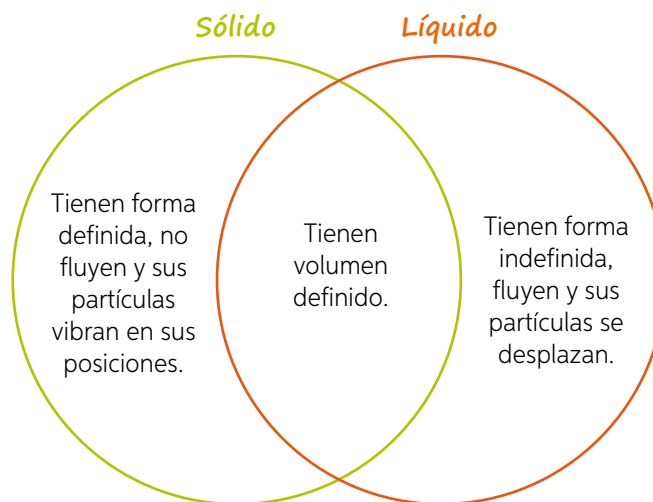 Sólido
Líquido
Tienen forma
definida, no
fluyen y sus
partículas
vibran en sus
posiciones.
Tienen
volumen
definido.
Tienen forma
indefinida,
fluyen y sus
partículas se
desplazan.